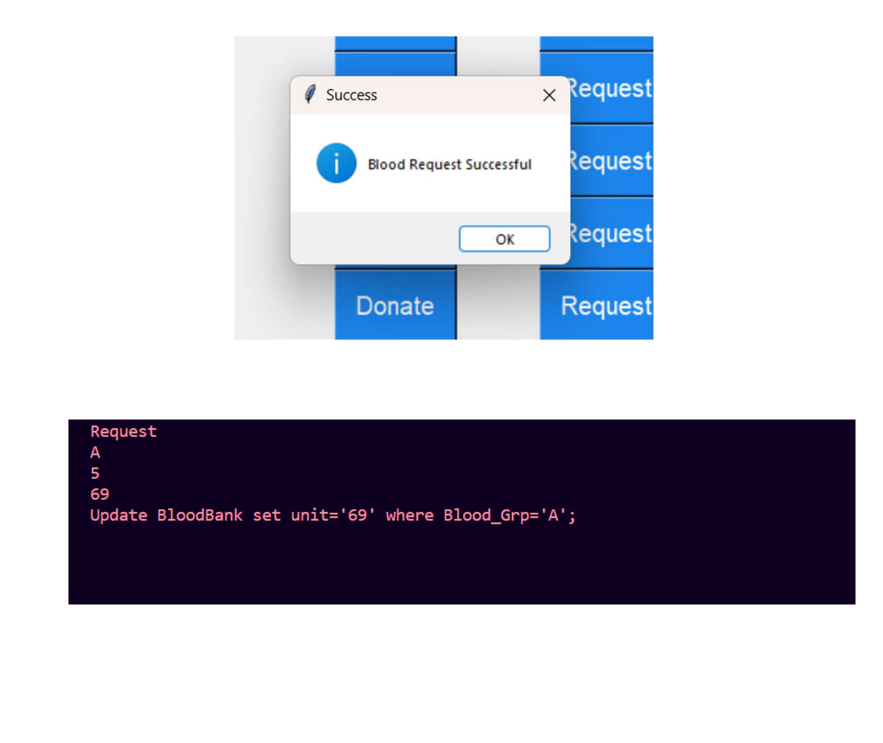 Request
Success
Request
Blood Request Successful
Request
OK
Donate
Request
Request
A
5
69
Update BloodBank set unit='69' where Blood_Grp='A';